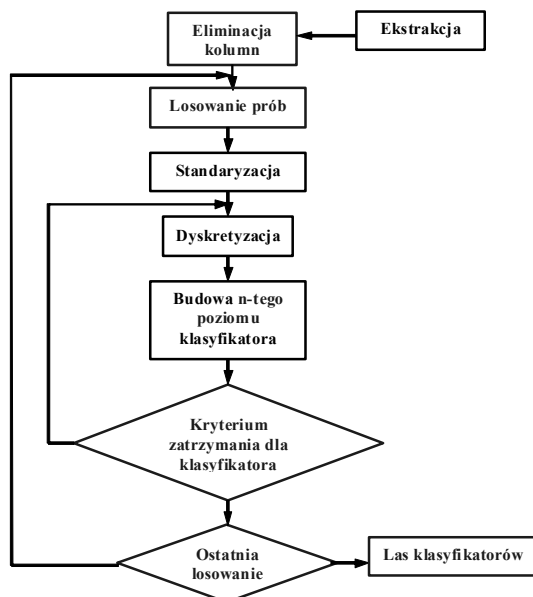 Eliminacja
kolumn
Ekstrakcja
Losowanie prób
Standaryzacja
Dyskretyzacja
Budowa n-tego
poziomu
klasyfikatora
Kryterium
zatrzymania dla
klasyfikatora
Ostatnia
losowanie
Las klasyfikatorów